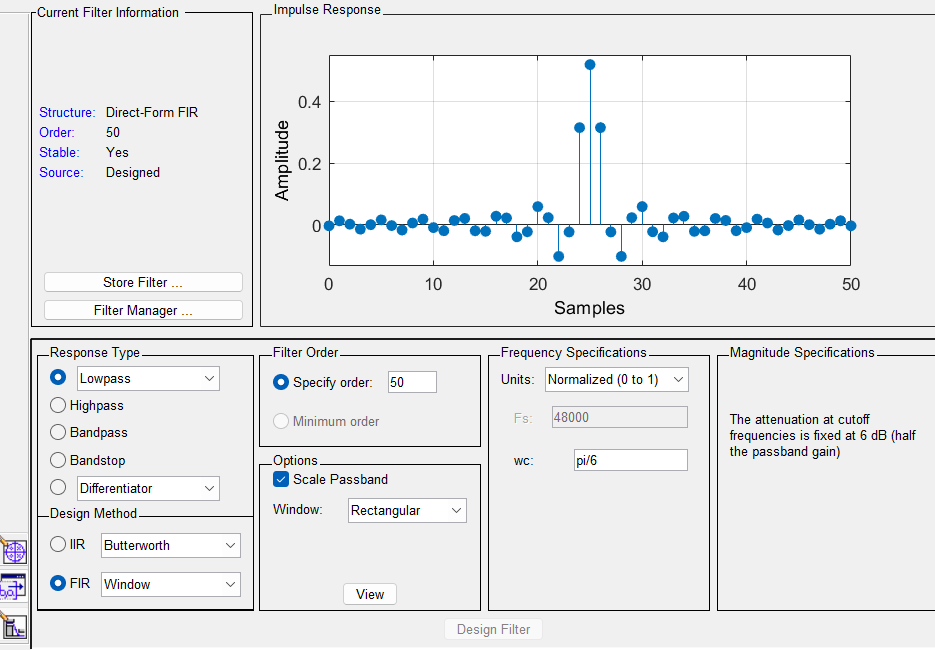 Current Filter Information
Structure: Direct-Form FIR
Order: 50
Stable: Yes
Source: Designed
Store Filter ...
Filter Manager ...
Impulse Response
Amplitude
0.4
0.2
0
0 10 20 30 40 50
Samples
Response Type
Lowpass
Highpass
Bandpass
Bandstop
Differentiator
Design Method
IIR Butterworth
FIR Window
Filter Order
Specify order: 50
Minimum order
Options
Scale Passband
Window: Rectangular
View
Frequency Specifications
Units: Normalized (0 to 1)
Fs: 48000
wc: pi/6
Magnitude Specifications
The attenuation at cutoff
frequencies is fixed at 6 dB (half
the passband gain)
Design Filter